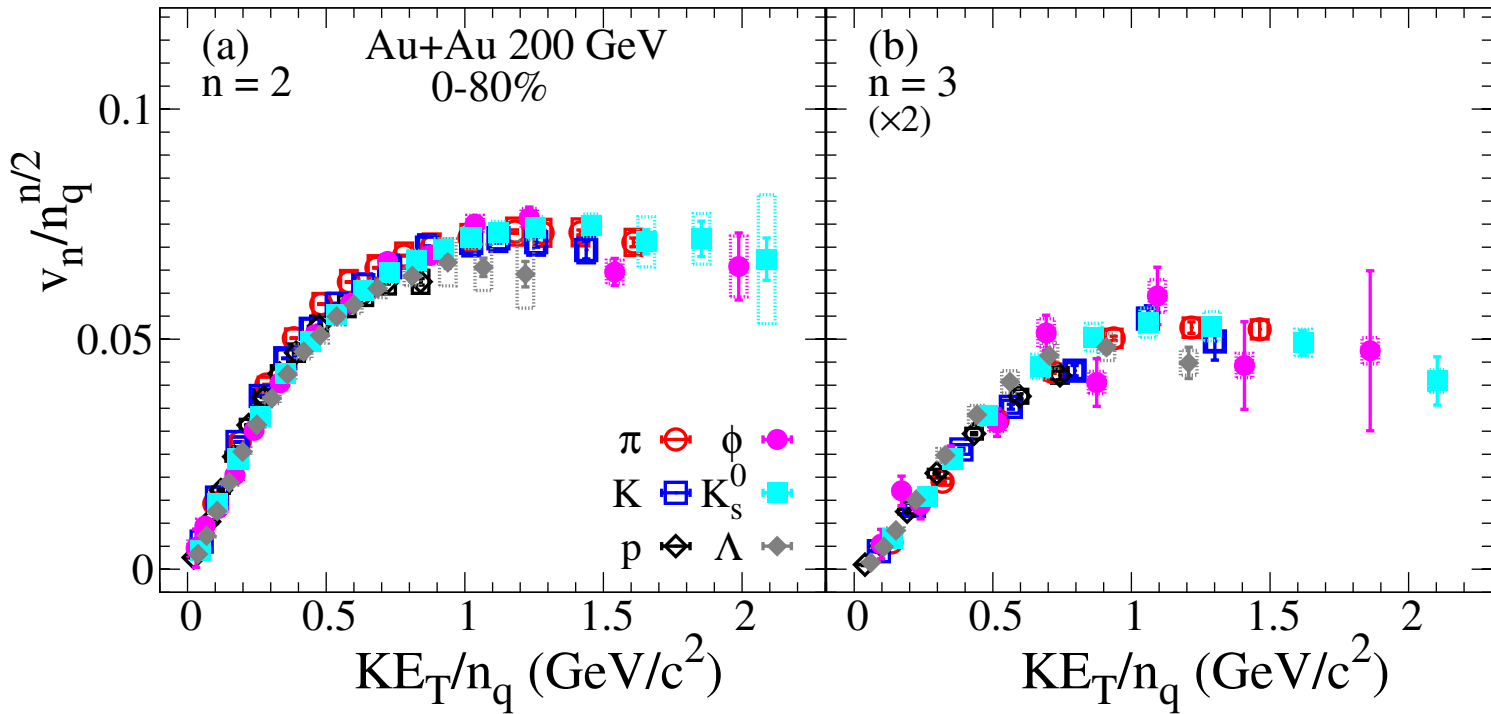 (a) Au+Au 200 GeV
n = 2 0-80%
(b)
n = 3
(×2)
0.1
0.05
0
v_n/n_q^{n/2}
π φ
K K_s^0
p Λ
0 0.5 1 1.5 2
0 0.5 1 1.5 2
KE_T/n_q (GeV/c^2)
KE_T/n_q (GeV/c^2)